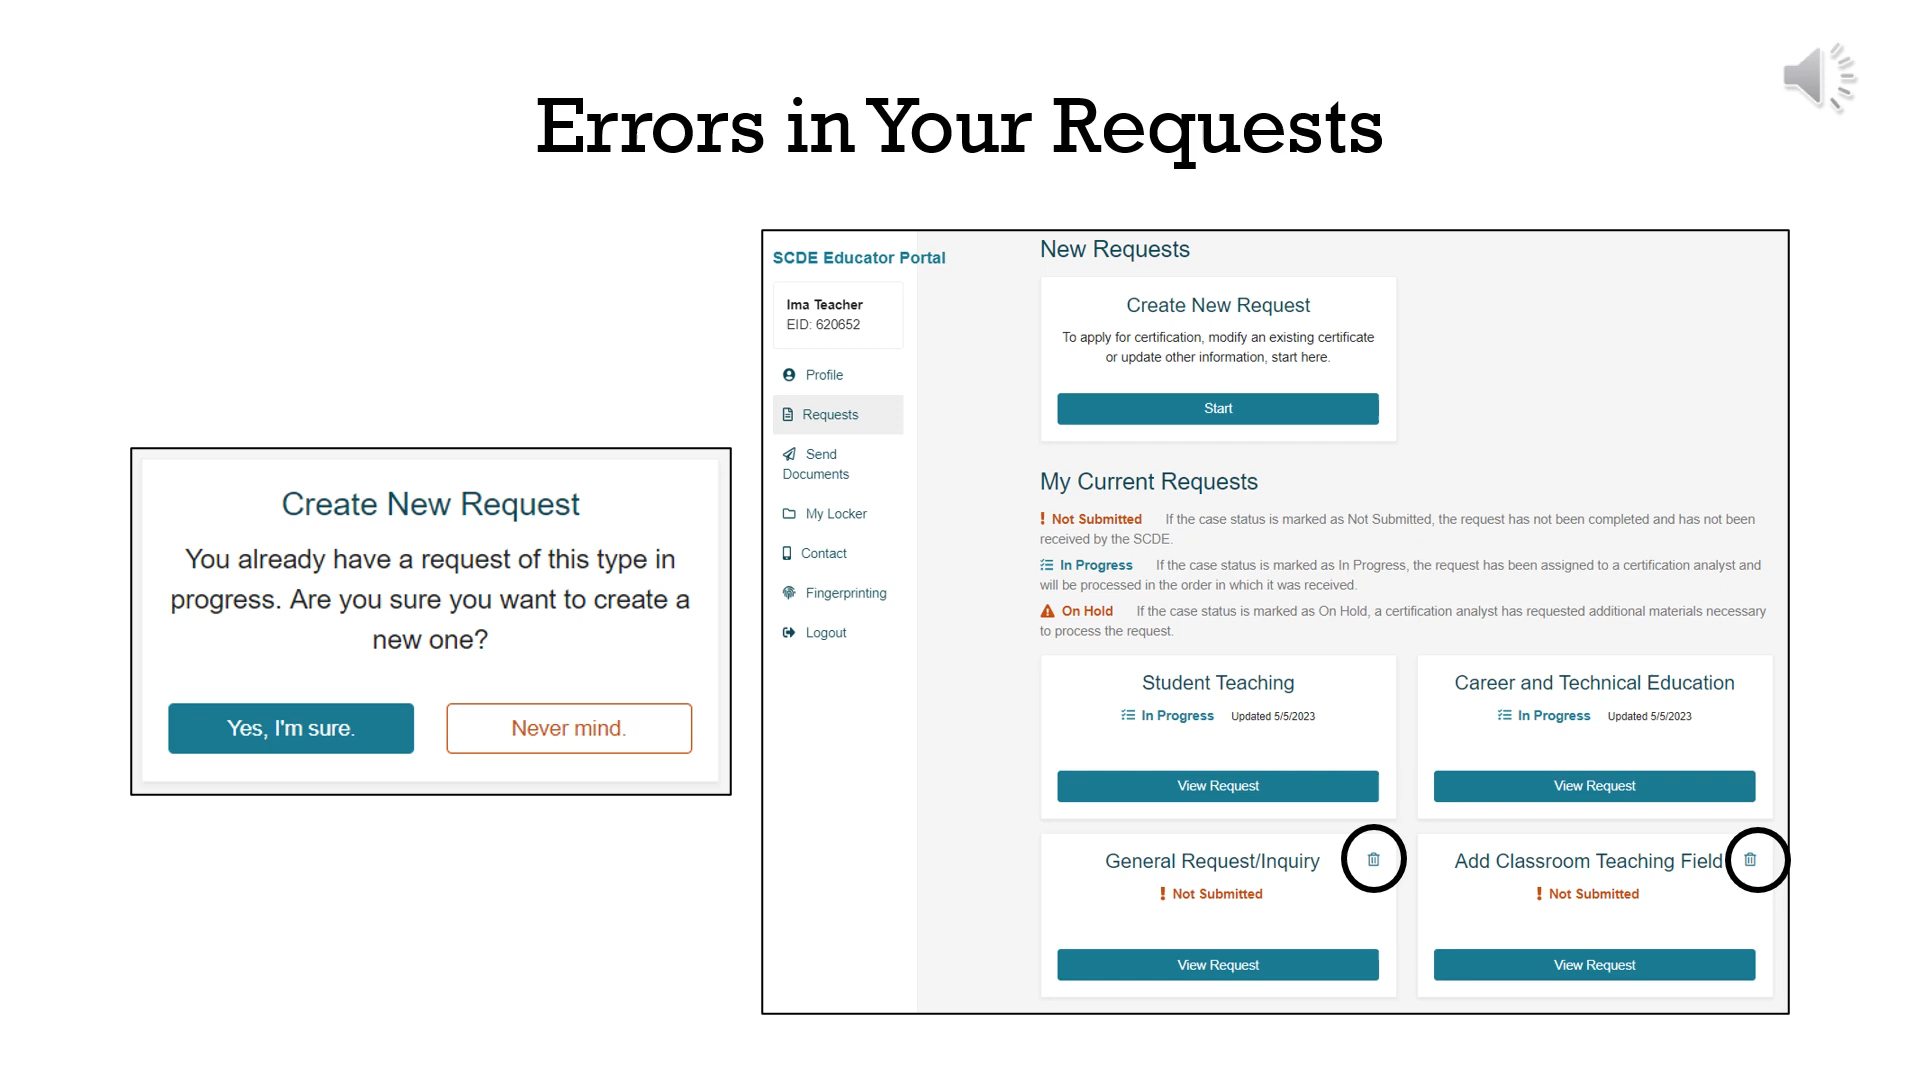 Errors in Your Requests
Create New Request
You already have a request of this type in
progress. Are you sure you want to create a
new one?
Yes, I'm sure.
Never mind.
SCDE Educator Portal
Ima Teacher
EID: 620652
Profile
Requests
Send
Documents
My Locker
Contact
Fingerprinting
Logout
New Requests
Create New Request
To apply for certification, modify an existing certificate
or update other information, start here.
Start
My Current Requests
! Not Submitted If the case status is marked as Not Submitted, the request has not been completed and has not been
received by the SCDE.
In Progress If the case status is marked as In Progress, the request has been assigned to a certification analyst and
will be processed in the order in which it was received.
On Hold If the case status is marked as On Hold, a certification analyst has requested additional materials necessary
to process the request.
Student Teaching
In Progress Updated 5/5/2023
View Request
Career and Technical Education
In Progress Updated 5/5/2023
View Request
General Request/Inquiry
! Not Submitted
View Request
Add Classroom Teaching Field
! Not Submitted
View Request